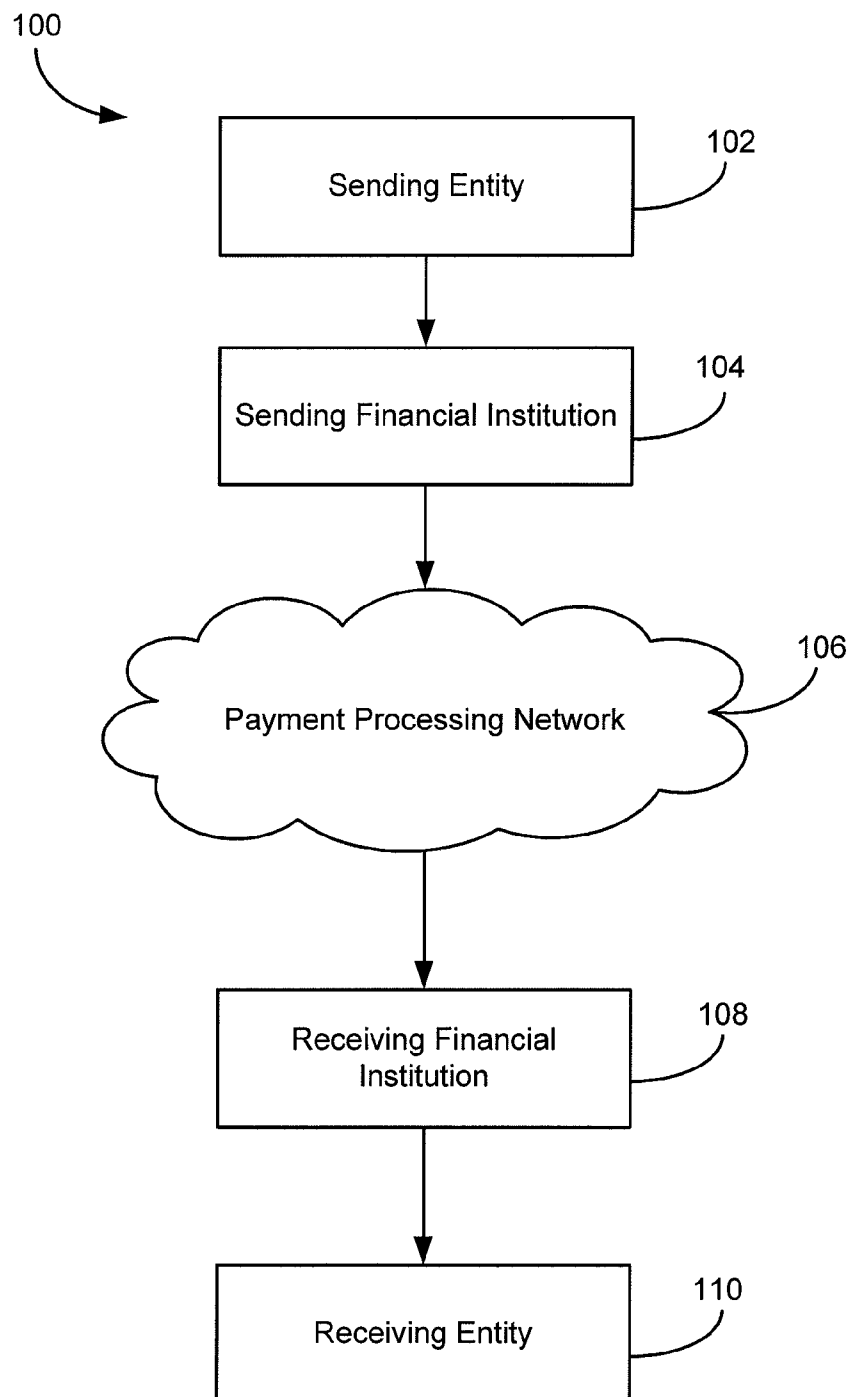 100
102
Sending Entity
104
Sending Financial Institution
106
Payment Processing Network
108
Receiving Financial
Institution
110
Receiving Entity